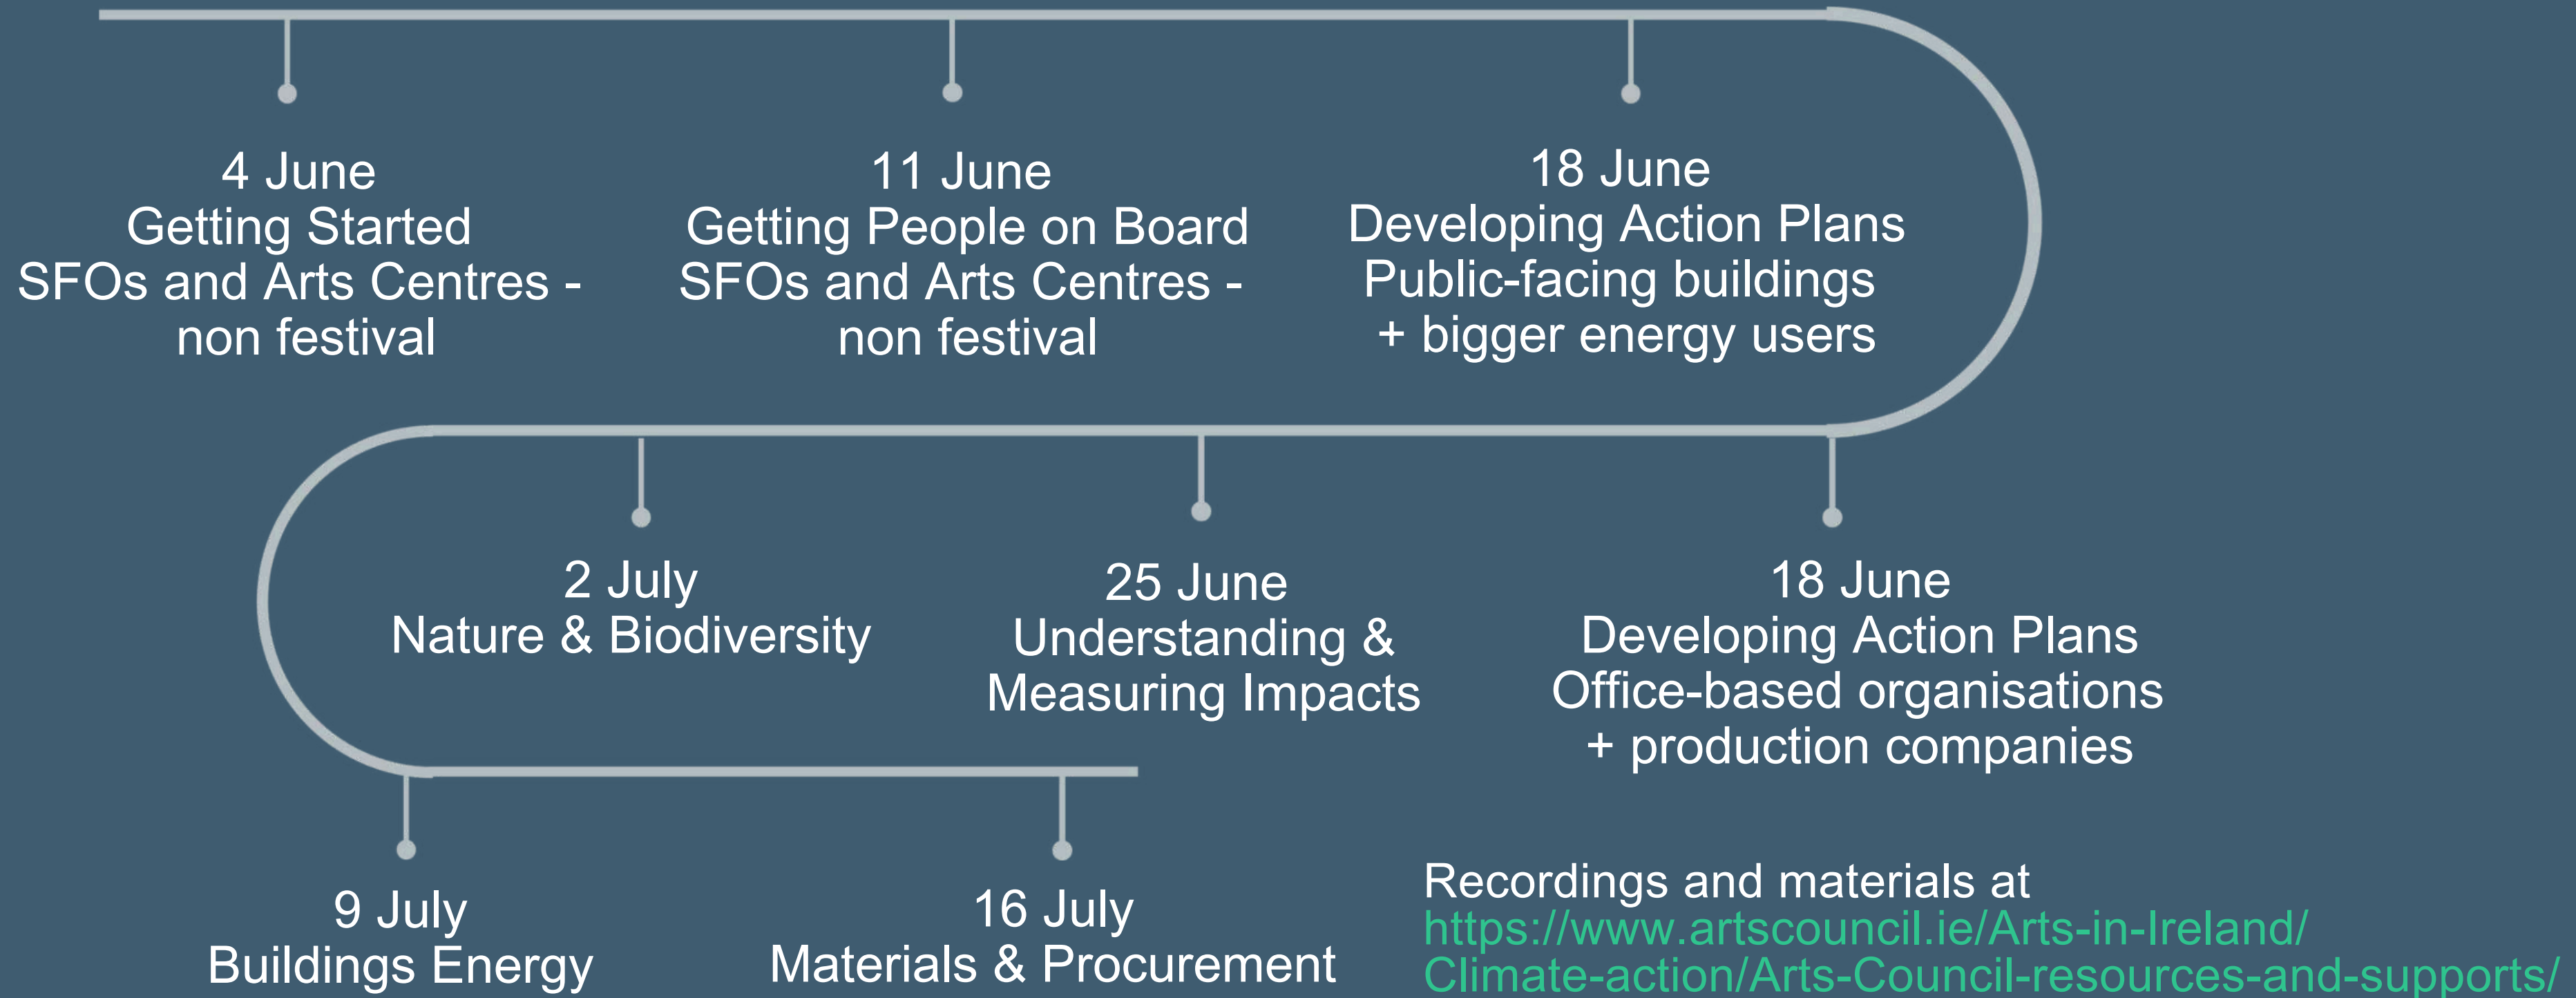 4 June
Getting Started
SFOs and Arts Centres -
non festival
11 June
Getting People on Board
SFOs and Arts Centres -
non festival
18 June
Developing Action Plans
Public-facing buildings
+ bigger energy users
18 June
Developing Action Plans
Office-based organisations
+ production companies
25 June
Understanding &
Measuring Impacts
2 July
Nature & Biodiversity
9 July
Buildings Energy
16 July
Materials & Procurement
Recordings and materials at
https://www.artscouncil.ie/Arts-in-Ireland/
Climate-action/Arts-Council-resources-and-supports/